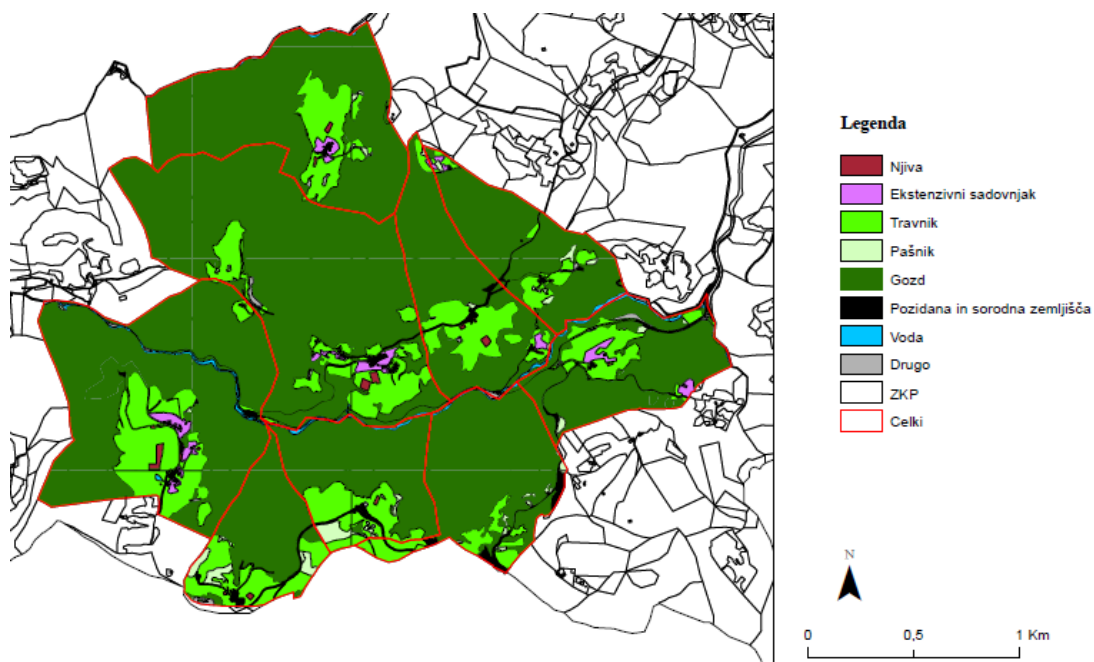 Legenda
Njiva
Ekstenzivni sadovnjak
Travnik
Pašnik
Gozd
Pozidana in sorodna zemljišča
Voda
Drugo
ZKP
Celki
N
0 0,5 1 Km